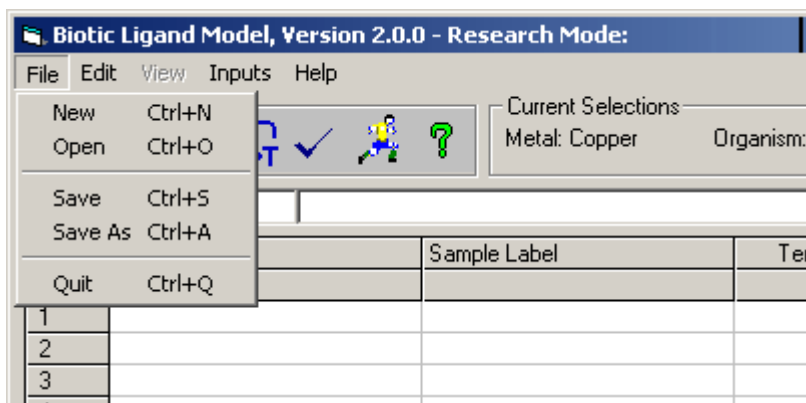 Biotic Ligand Model, Version 2.0.0 - Research Mode:
File Edit View Inputs Help
New Ctrl+N
Open Ctrl+O
Save Ctrl+S
Save As Ctrl+A
Quit Ctrl+Q
T
?
Current Selections
Metal: Copper Organism:
Sample Label
1
2
3